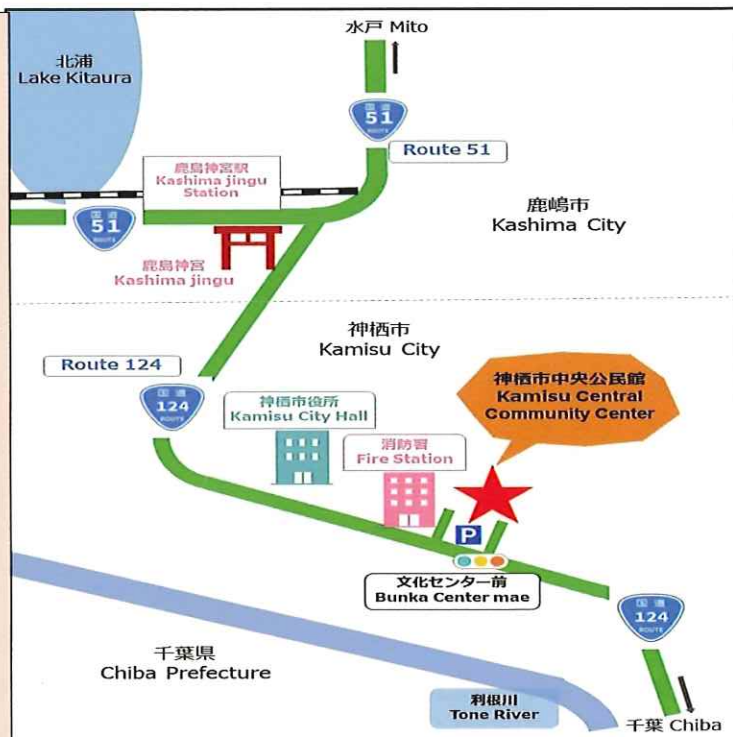 水戸 Mito
北浦
Lake Kitaura
国道
51
ROUTE
Route 51
鹿島神宮駅
Kashima jingu
Station
国道
51
ROUTE
鹿嶋市
Kashima City
鹿島神宮
Kashima jingu
神栖市
Kamisu City
Route 124
国道
124
ROUTE
神栖市中央公民館
Kamisu Central
Community Center
神栖市役所
Kamisu City Hall
消防署
Fire Station
P
文化センター前
Bunka Center mae
国道
124
ROUTE
千葉県
Chiba Prefecture
利根川
Tone River
千葉 Chiba